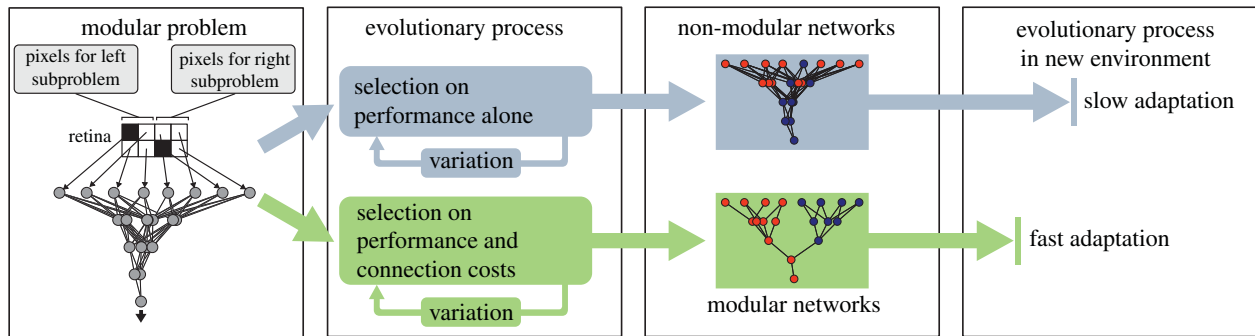 modular problem
pixels for left
subproblem
pixels for right
subproblem
retina
evolutionary process
selection on
performance alone
variation
selection on
performance and
connection costs
variation
non-modular networks
modular networks
evolutionary process
in new environment
slow adaptation
fast adaptation